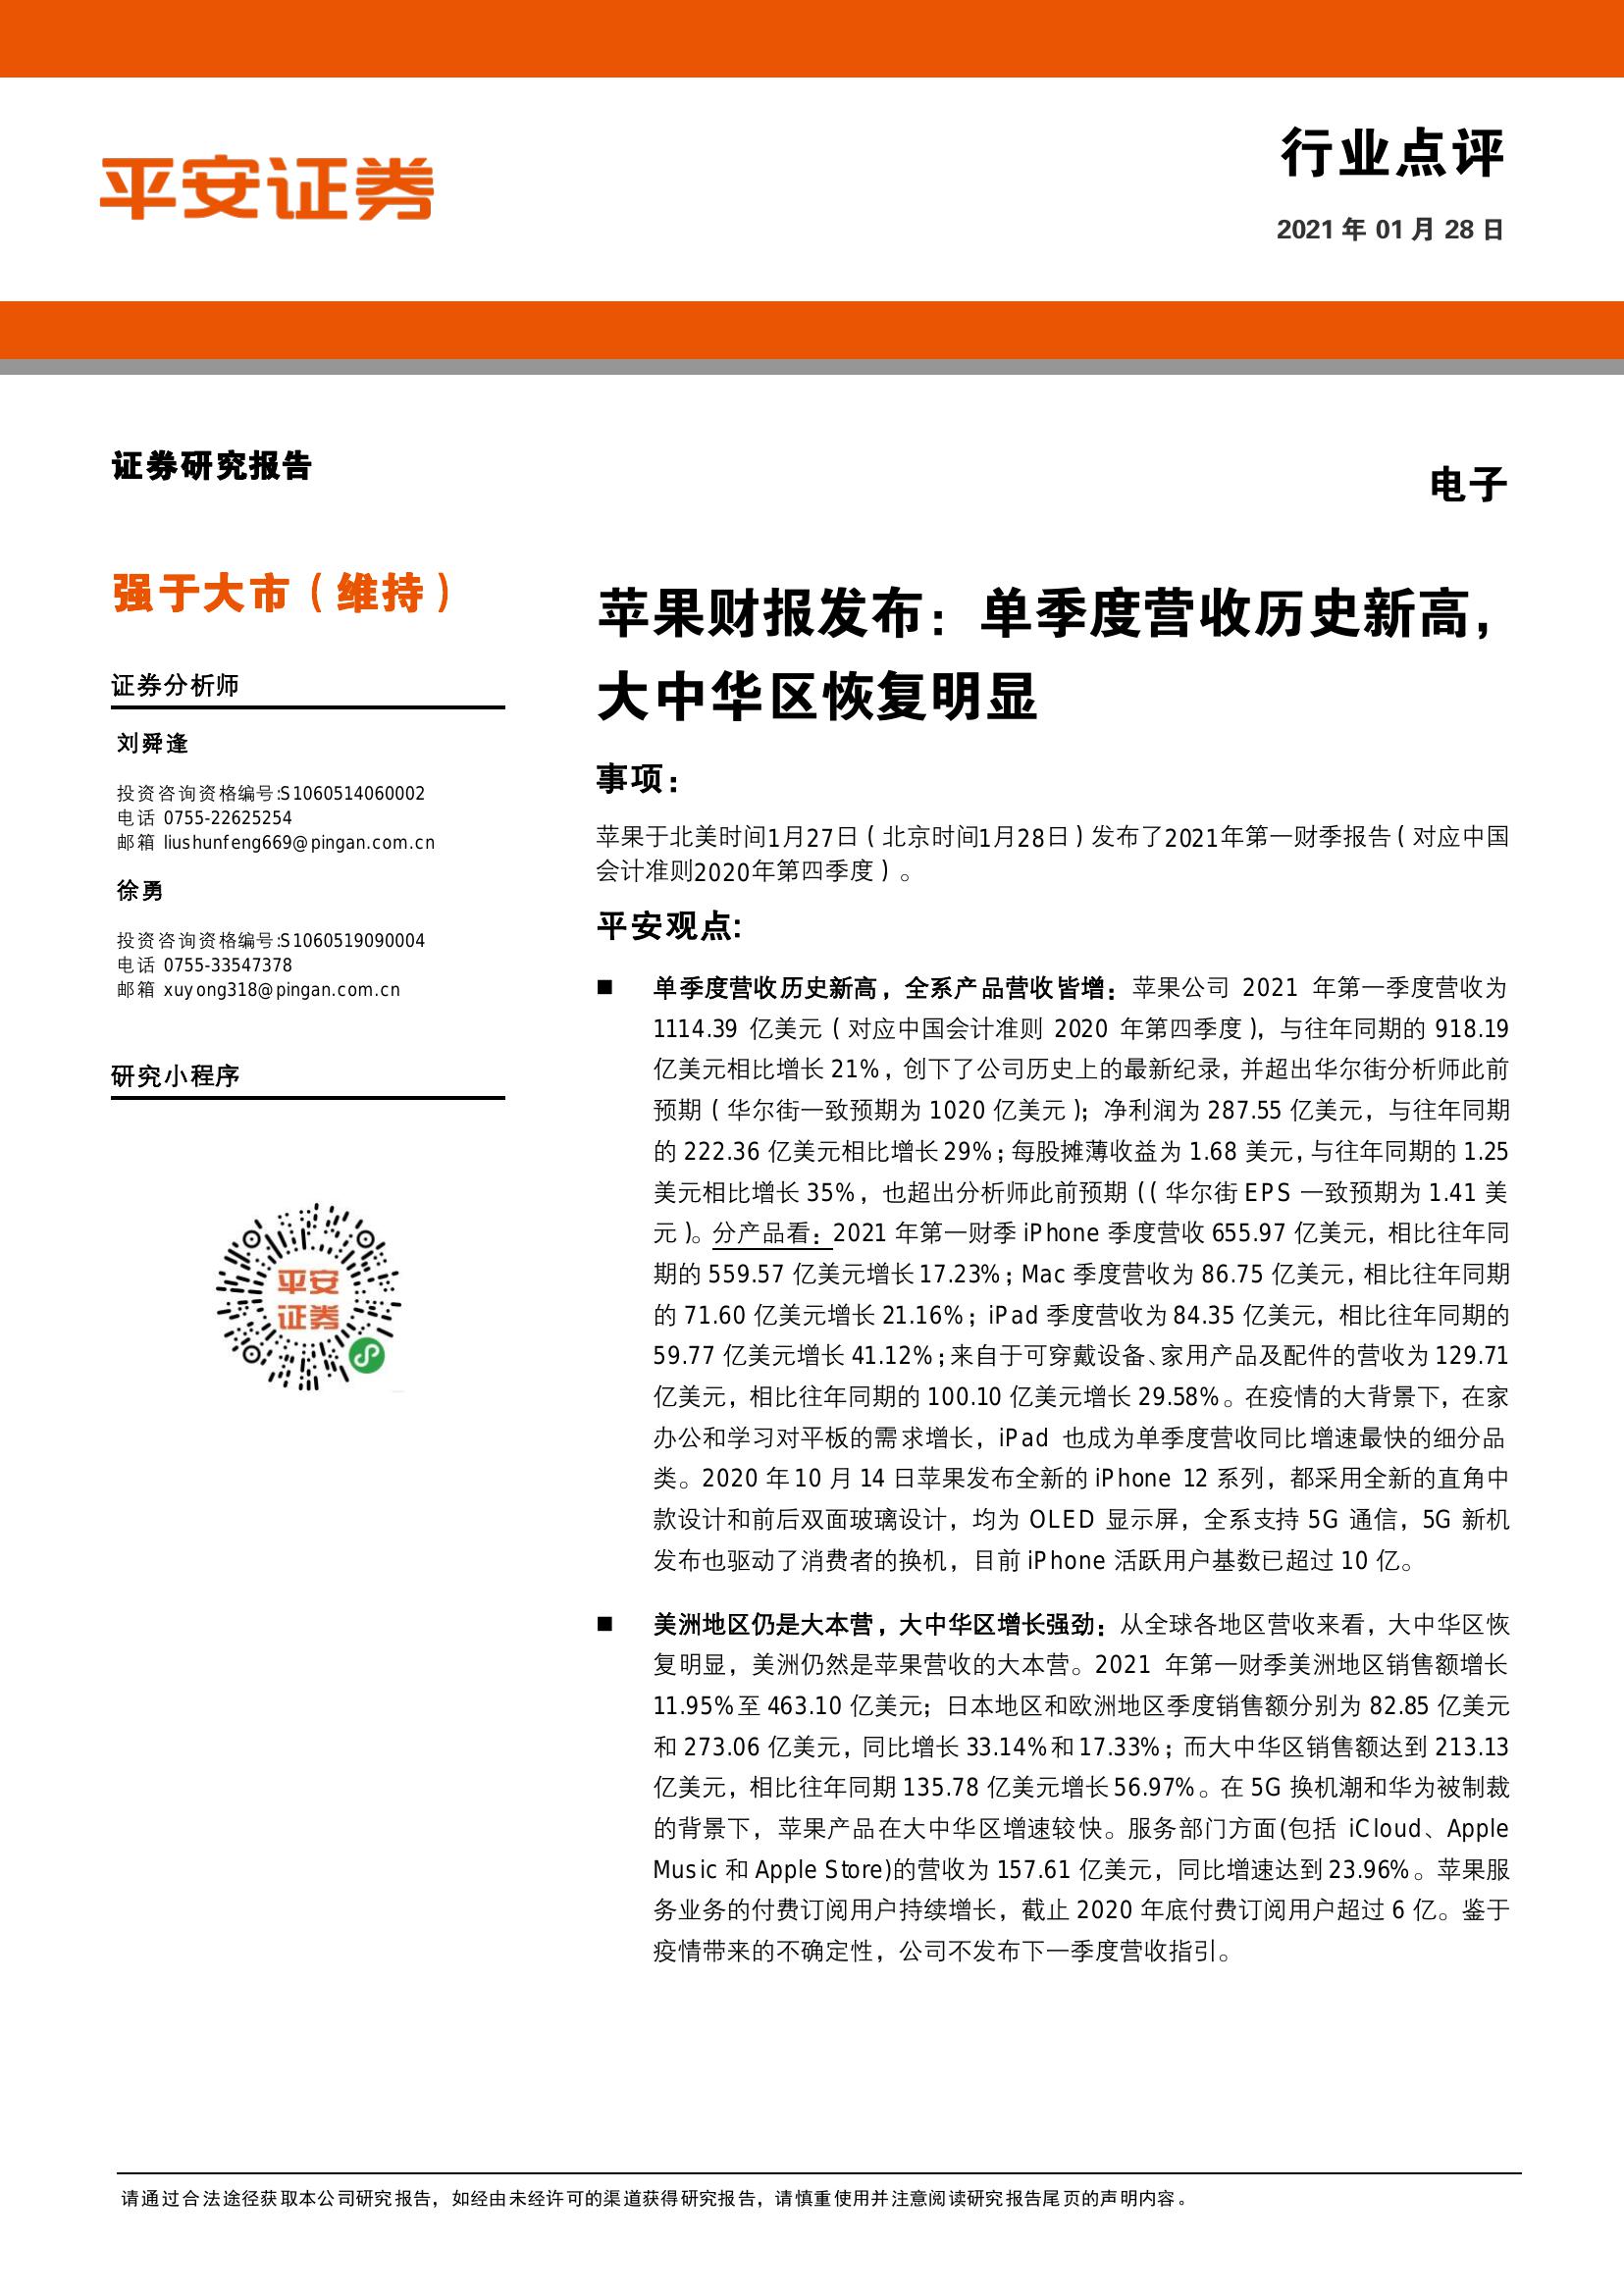 平安证券
行业点评
2021 年 01 月 28 日
证券研究报告
电子
强于大市（维持）
证券分析师
刘舜逢
投资咨询资格编号:S1060514060002
电话 0755-22625254
邮箱 liushunfeng669@pingan.com.cn
徐勇
投资咨询资格编号:S1060519090004
电话 0755-33547378
邮箱 xuyong318@pingan.com.cn
研究小程序
平安
证券
苹果财报发布：单季度营收历史新高，
大中华区恢复明显
事项：
苹果于北美时间1月27日（北京时间1月28日）发布了2021年第一财季报告（对应中国
会计准则2020年第四季度）。
平安观点:
■ 单季度营收历史新高，全系产品营收皆增：苹果公司 2021 年第一季度营收为
1114.39 亿美元（对应中国会计准则 2020 年第四季度），与往年同期的 918.19
亿美元相比增长 21%，创下了公司历史上的最新纪录，并超出华尔街分析师此前
预期（华尔街一致预期为 1020 亿美元）；净利润为 287.55 亿美元，与往年同期
的 222.36 亿美元相比增长 29%；每股摊薄收益为 1.68 美元，与往年同期的 1.25
美元相比增长 35%，也超出分析师此前预期（（华尔街 EPS 一致预期为 1.41 美
元）。分产品看：2021 年第一财季 iPhone 季度营收 655.97 亿美元，相比往年同
期的 559.57 亿美元增长 17.23%；Mac 季度营收为 86.75 亿美元，相比往年同期
的 71.60 亿美元增长 21.16%；iPad 季度营收为 84.35 亿美元，相比往年同期的
59.77 亿美元增长 41.12%；来自于可穿戴设备、家用产品及配件的营收为 129.71
亿美元，相比往年同期的 100.10 亿美元增长 29.58%。在疫情的大背景下，在家
办公和学习对平板的需求增长，iPad 也成为单季度营收同比增速最快的细分品
类。2020 年 10 月 14 日苹果发布全新的 iPhone 12 系列，都采用全新的直角中
款设计和前后双面玻璃设计，均为 OLED 显示屏，全系支持 5G 通信，5G 新机
发布也驱动了消费者的换机，目前 iPhone 活跃用户基数已超过 10 亿。
■ 美洲地区仍是大本营，大中华区增长强劲：从全球各地区营收来看，大中华区恢
复明显，美洲仍然是苹果营收的大本营。2021 年第一财季美洲地区销售额增长
11.95%至 463.10 亿美元；日本地区和欧洲地区季度销售额分别为 82.85 亿美元
和 273.06 亿美元，同比增长 33.14%和 17.33%；而大中华区销售额达到 213.13
亿美元，相比往年同期 135.78 亿美元增长 56.97%。在 5G 换机潮和华为被制裁
的背景下，苹果产品在大中华区增速较快。服务部门方面(包括 iCloud、Apple
Music 和 Apple Store)的营收为 157.61 亿美元，同比增速达到 23.96%。苹果服
务业务的付费订阅用户持续增长，截止 2020 年底付费订阅用户超过 6 亿。鉴于
疫情带来的不确定性，公司不发布下一季度营收指引。
请通过合法途径获取本公司研究报告，如经由未经许可的渠道获得研究报告，请慎重使用并注意阅读研究报告尾页的声明内容。